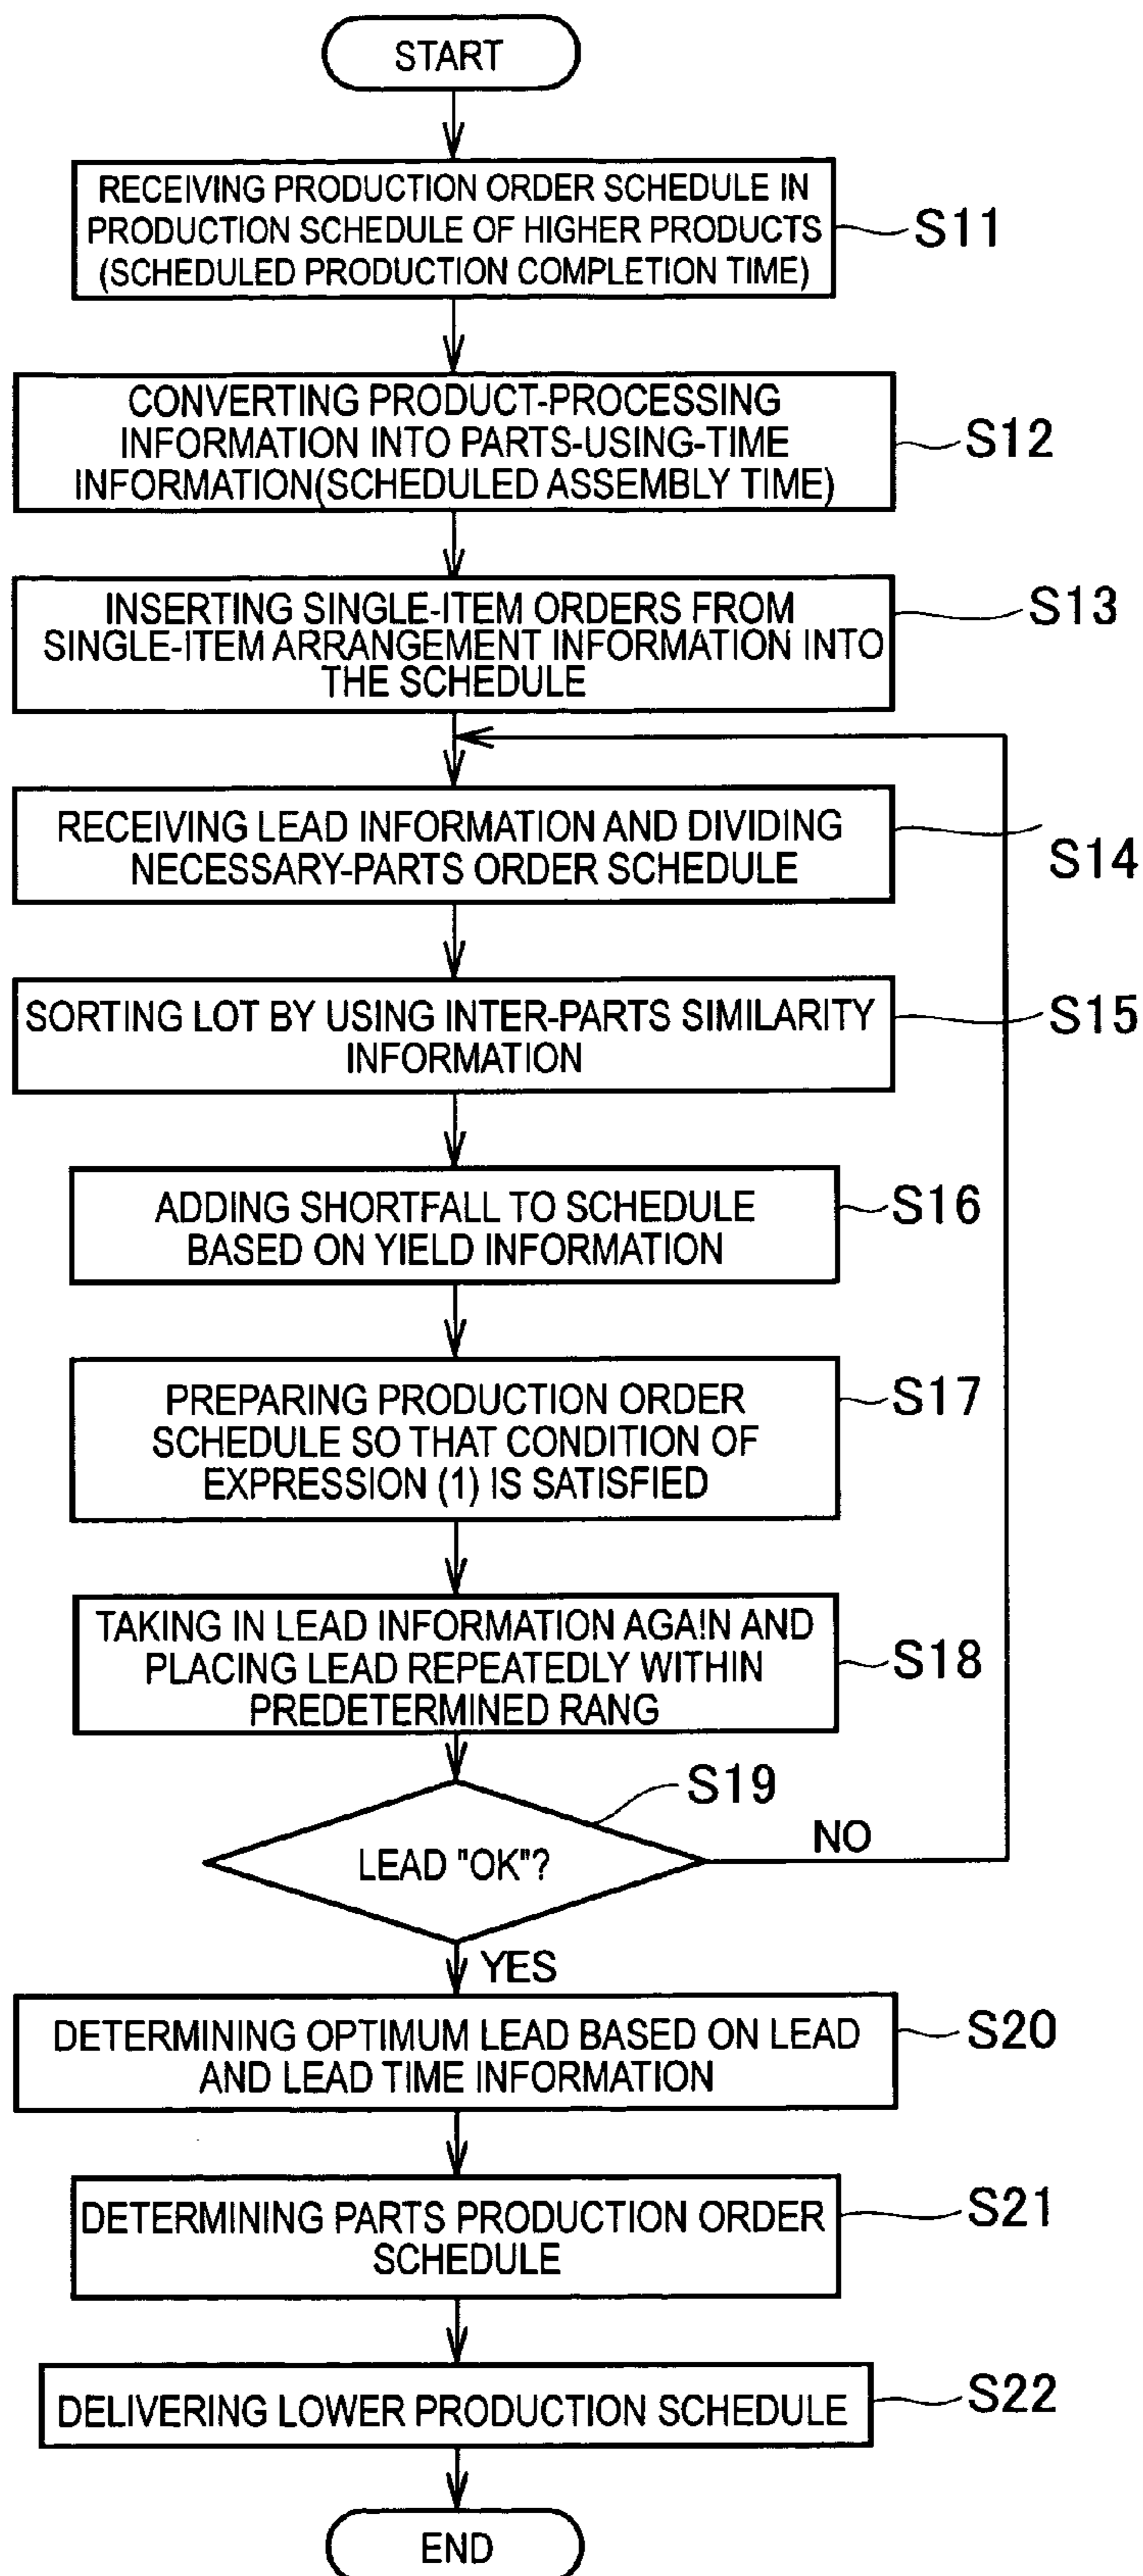 START
RECEIVING PRODUCTION ORDER SCHEDULE IN
PRODUCTION SCHEDULE OF HIGHER PRODUCTS
(SCHEDULED PRODUCTION COMPLETION TIME)
S11
CONVERTING PRODUCT-PROCESSING
INFORMATION INTO PARTS-USING-TIME
INFORMATION(SCHEDULED ASSEMBLY TIME)
S12
INSERTING SINGLE-ITEM ORDERS FROM
SINGLE-ITEM ARRANGEMENT INFORMATION INTO
THE SCHEDULE
S13
RECEIVING LEAD INFORMATION AND DIVIDING
NECESSARY-PARTS ORDER SCHEDULE
S14
SORTING LOT BY USING INTER-PARTS SIMILARITY
INFORMATION
S15
ADDING SHORTFALL TO SCHEDULE
BASED ON YIELD INFORMATION
S16
PREPARING PRODUCTION ORDER
SCHEDULE SO THAT CONDITION OF
EXPRESSION (1) IS SATISFIED
S17
TAKING IN LEAD INFORMATION AGAIN AND
PLACING LEAD REPEATEDLY WITHIN
PREDETERMINED RANG
S18
LEAD "OK"?
S19
NO
YES
DETERMINING OPTIMUM LEAD BASED ON LEAD
AND LEAD TIME INFORMATION
S20
DETERMINING PARTS PRODUCTION ORDER
SCHEDULE
S21
DELIVERING LOWER PRODUCTION SCHEDULE
S22
END